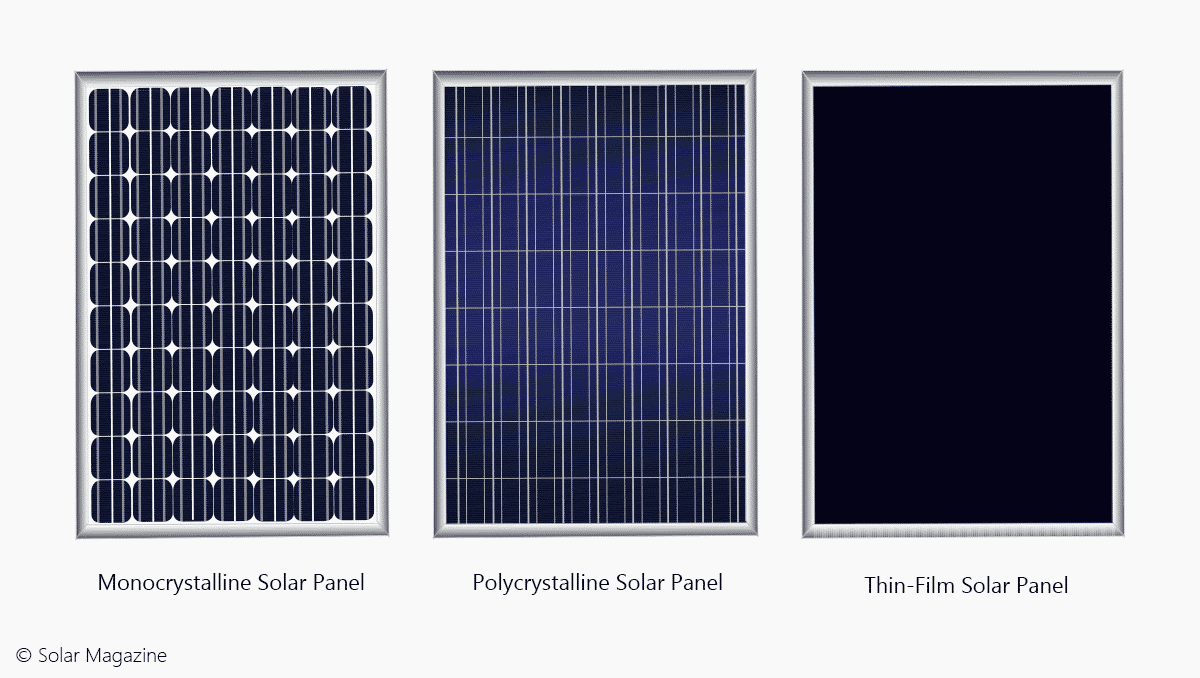 Monocrystalline Solar Panel
Polycrystalline Solar Panel
Thin-Film Solar Panel
© Solar Magazine